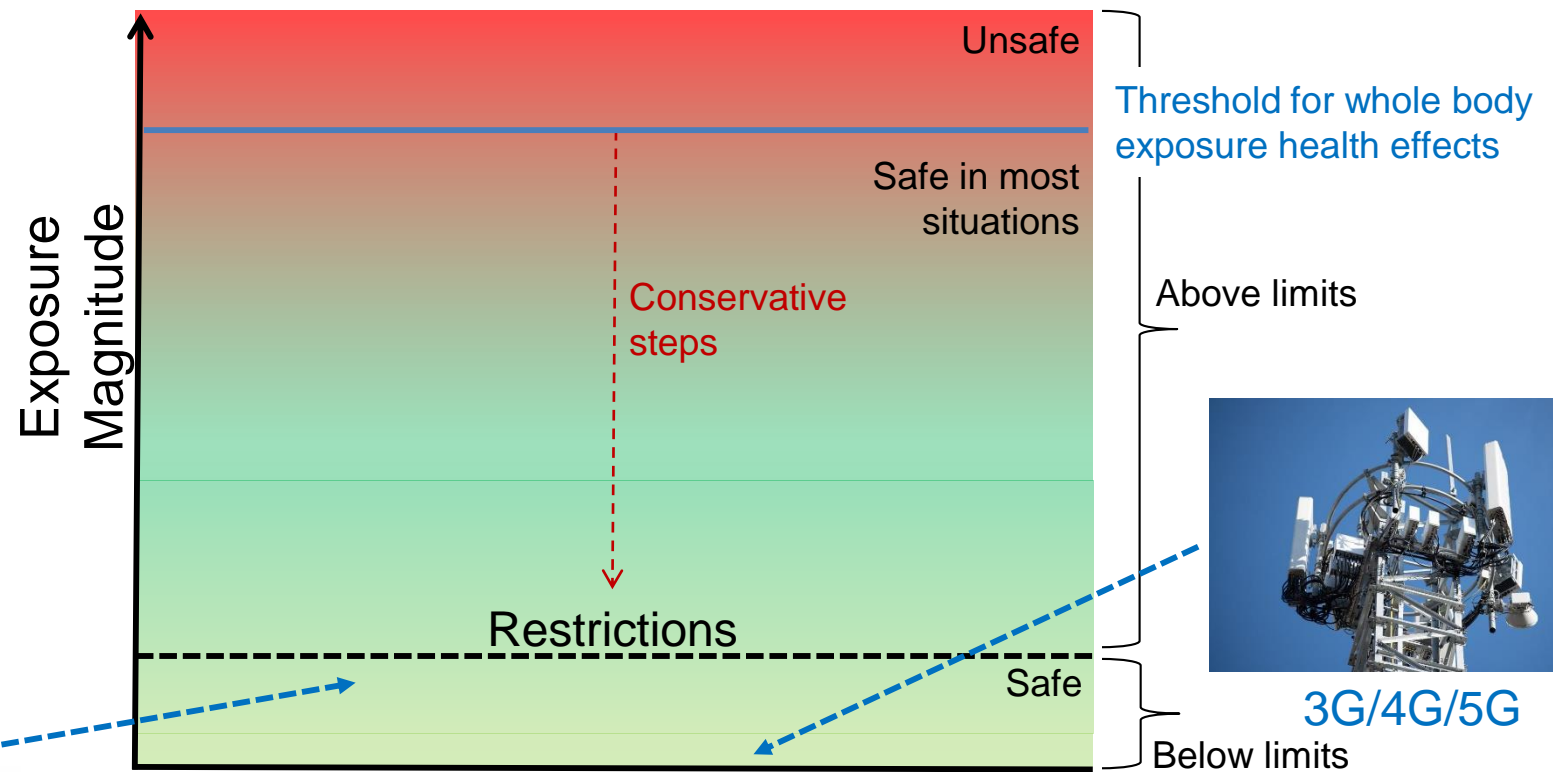 Unsafe
Threshold for whole body
exposure health effects
Safe in most
situations
Exposure
Magnitude
Conservative
steps
Above limits
Restrictions
Safe
3G/4G/5G
Below limits